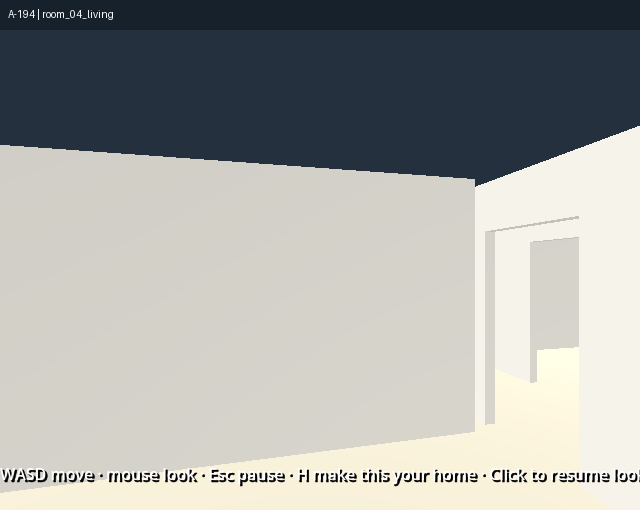 A-194 | room_04_living
WASD move · mouse look · Esc pause · H make this your home · Click to resume